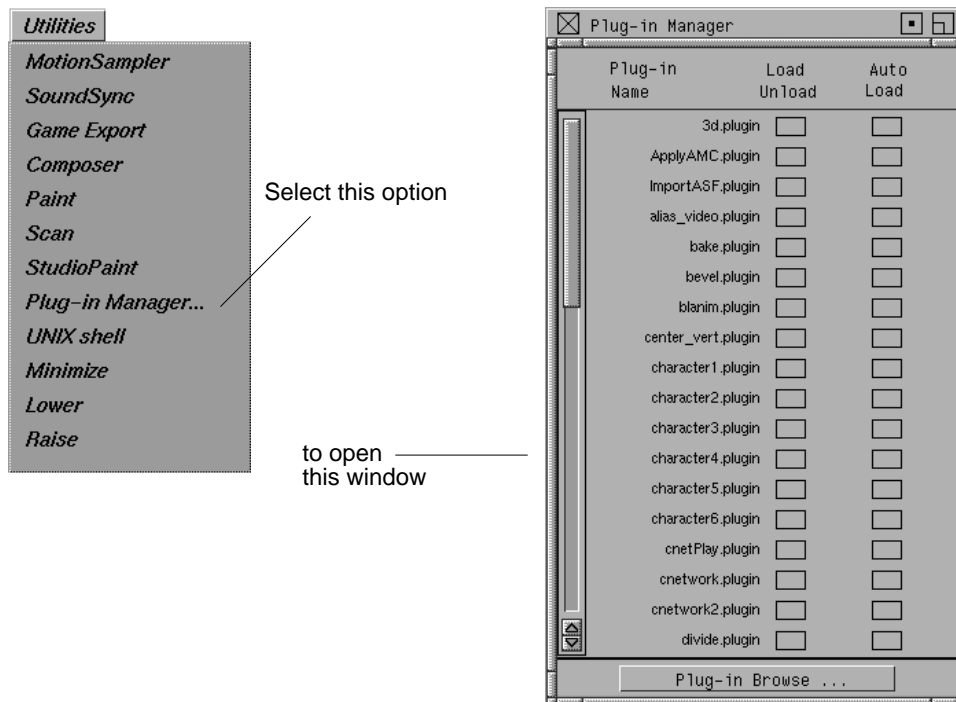 Utilities
MotionSampler
SoundSync
Game Export
Composer
Paint
Scan
StudioPaint
Plug-in Manager...
UNIX shell
Minimize
Lower
Raise
Select this option
to open
this window
Plug-in Manager
Plug-in Load Auto
Name Unload Load
3d.plugin
ApplyAMC.plugin
ImportASF.plugin
alias_video.plugin
bake.plugin
bevel.plugin
blanim.plugin
center_vert.plugin
character1.plugin
character2.plugin
character3.plugin
character4.plugin
character5.plugin
character6.plugin
cnetPlay.plugin
cnetwork.plugin
cnetwork2.plugin
divide.plugin
Plug-in Browse ...